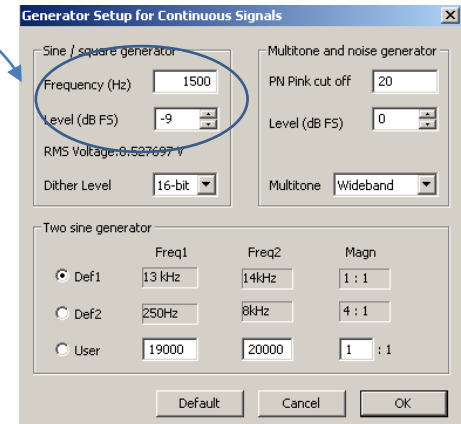 Generator Setup for Continuous Signals
Sine / square generator
Frequency (Hz) 1500
Level (dB FS) -9
RMS Voltage:0.527697 V
Dither Level 16-bit
Multitone and noise generator
PN Pink cut off 20
Level (dB FS) 0
Multitone Wideband
Two sine generator
Freq1 Freq2 Magn
Def1 13 kHz 14kHz 1 : 1
Def2 250Hz 8kHz 4 : 1
User 19000 20000 1 : 1
Default Cancel OK